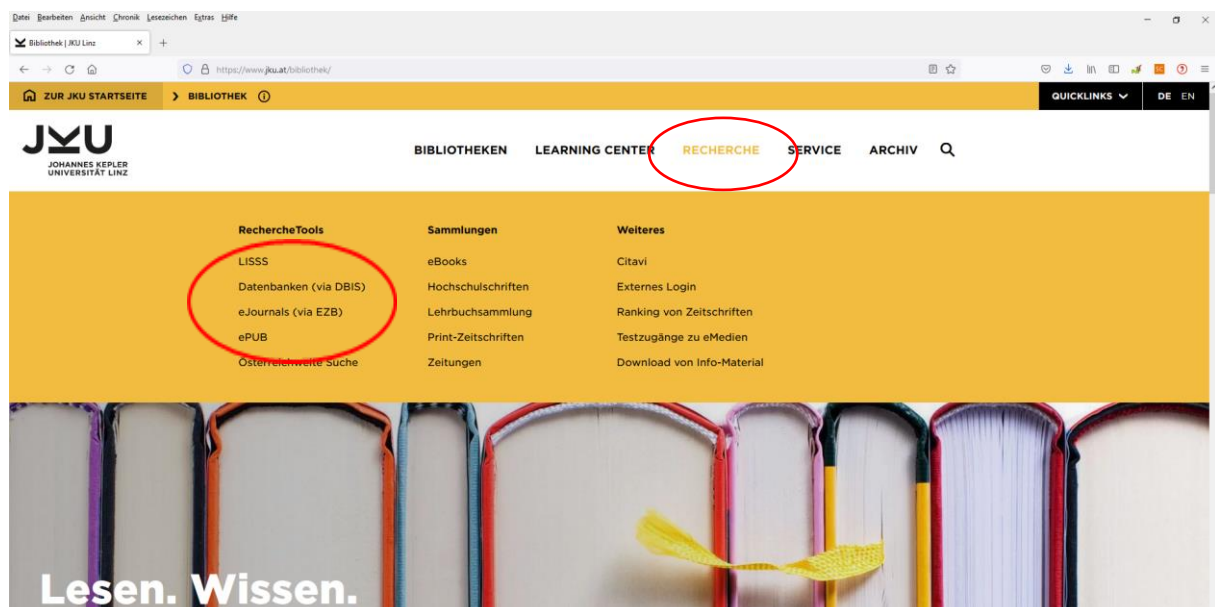 Datei Bearbeiten Ansicht Chronik Lesezeichen Extras Hilfe
Bibliothek | JKU Linz
https://www.jku.at/bibliothek/
ZUR JKU STARTSEITE > BIBLIOTHEK
QUICKLINKS DE EN
JKU
JOHANNES KEPLER
UNIVERSITÄT LINZ
BIBLIOTHEKEN LEARNING CENTER RECHERCHE SERVICE ARCHIV
RechercheTools
LISSS
Datenbanken (via DBIS)
eJournals (via EZB)
ePUB
Österreichweite Suche
Sammlungen
eBooks
Hochschulschriften
Lehrbuchsammlung
Print-Zeitschriften
Zeitungen
Weiteres
Citavi
Externes Login
Ranking von Zeitschriften
Testzugänge zu eMedien
Download von Info-Material
Lesen. Wissen.